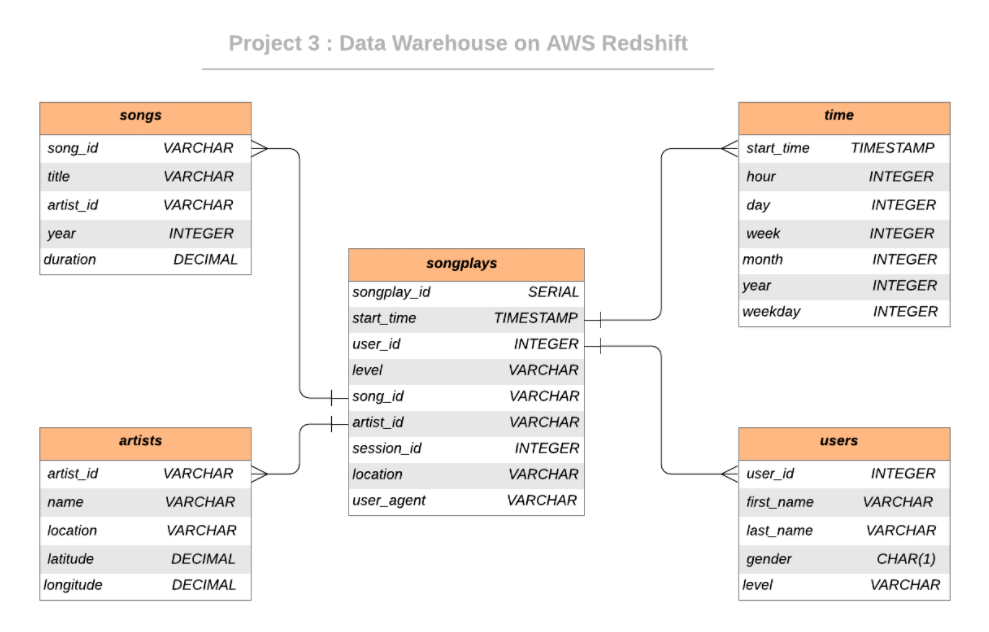 Project 3 : Data Warehouse on AWS Redshift
songs
song_id VARCHAR
title VARCHAR
artist_id VARCHAR
year INTEGER
duration DECIMAL
time
start_time TIMESTAMP
hour INTEGER
day INTEGER
week INTEGER
month INTEGER
year INTEGER
weekday INTEGER
songplays
songplay_id SERIAL
start_time TIMESTAMP
user_id INTEGER
level VARCHAR
song_id VARCHAR
artist_id VARCHAR
session_id INTEGER
location VARCHAR
user_agent VARCHAR
artists
artist_id VARCHAR
name VARCHAR
location VARCHAR
latitude DECIMAL
longitude DECIMAL
users
user_id INTEGER
first_name VARCHAR
last_name VARCHAR
gender CHAR(1)
level VARCHAR